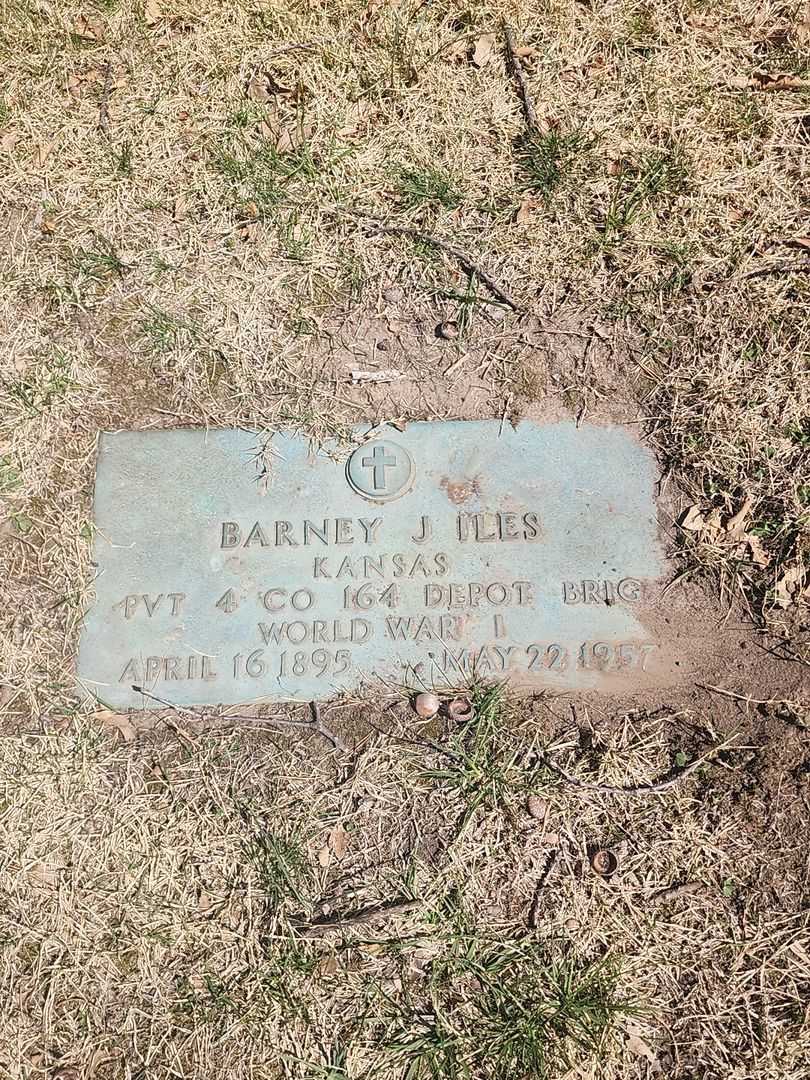 BARNEY J ILES
KANSAS
PVT 4 CO 164 DEPOT BRIG
WORLD WAR I
APRIL 16 1895 MAY 22 1957